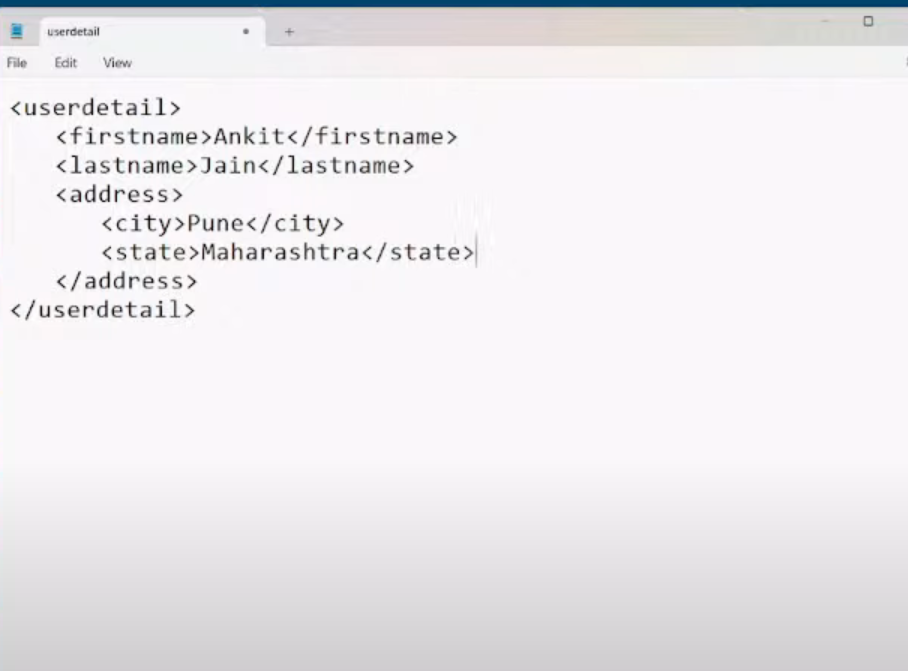 userdetail
File Edit View
<userdetail>
<firstname>Ankit</firstname>
<lastname>Jain</lastname>
<address>
<city>Pune</city>
<state>Maharashtra</state>
</address>
</userdetail>